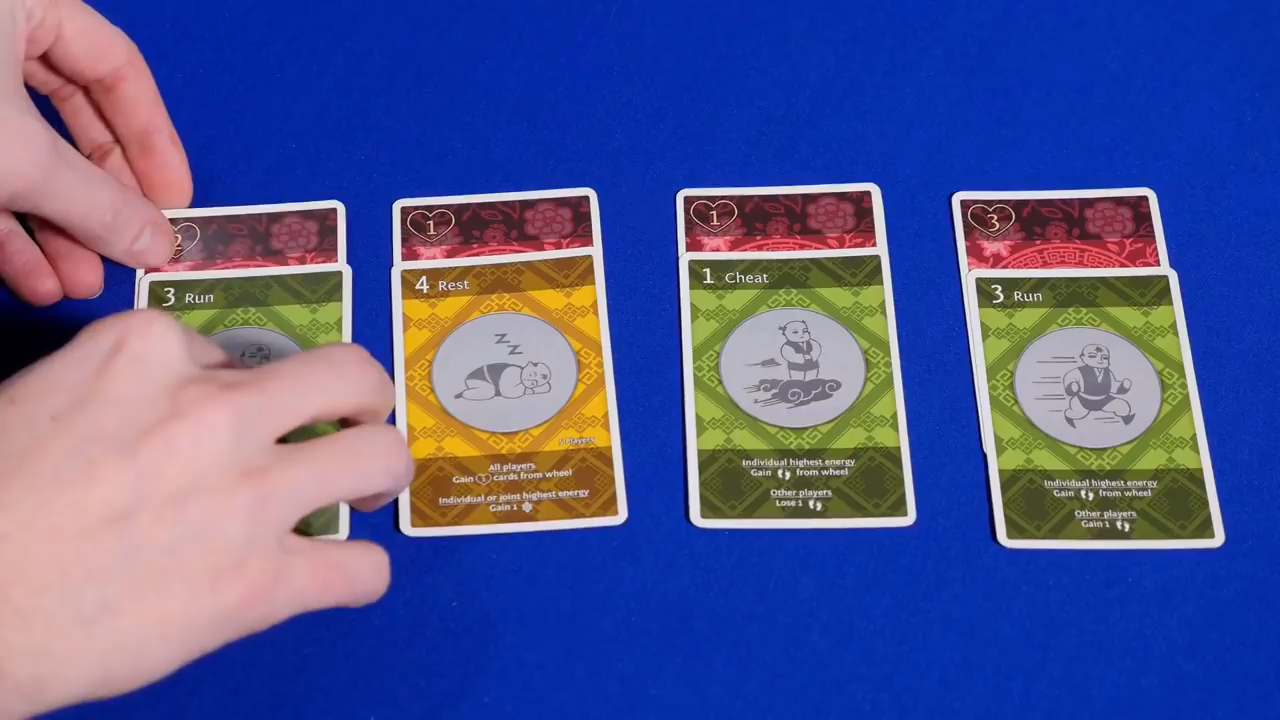 2
3 Run
1
4 Rest
Z
Z
5 Players
All players
Gain 3 cards from wheel
Individual or joint highest energy
Gain 1
1
1 Cheat
Individual highest energy
Gain from wheel
Other players
Lose 1
3
3 Run
Individual highest energy
Gain from wheel
Other players
Gain 1